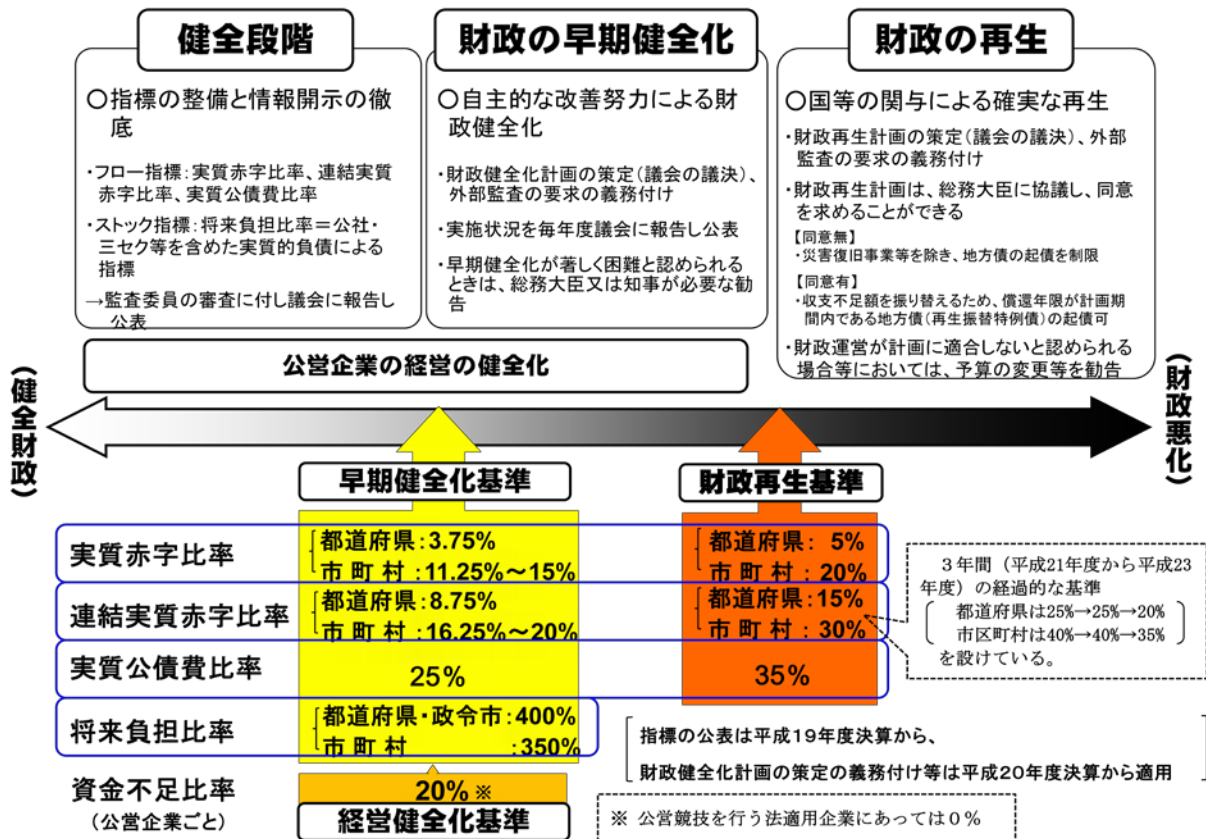 健全段階
○指標の整備と情報開示の徹
底
・フロー指標:実質赤字比率、連結実質
赤字比率、実質公債費比率
・ストック指標:将来負担比率=公社・
三セク等を含めた実質的負債による
指標
→監査委員の審査に付し議会に報告し
公表
財政の早期健全化
○自主的な改善努力による財
政健全化
・財政健全化計画の策定(議会の議決)、
外部監査の要求の義務付け
・実施状況を毎年度議会に報告し公表
・早期健全化が著しく困難と認められる
ときは、総務大臣又は知事が必要な勧
告
財政の再生
○国等の関与による確実な再生
・財政再生計画の策定(議会の議決)、外部
監査の要求の義務付け
・財政再生計画は、総務大臣に協議し、同意
を求めることができる
【同意無】
・災害復旧事業等を除き、地方債の起債を制限
【同意有】
・収支不足額を振り替えるため、償還年限が計画期
間内である地方債(再生振替特例債)の起債可
・財政運営が計画に適合しないと認められる
場合等においては、予算の変更等を勧告
公営企業の経営の健全化
(健全財政)
(財政悪化)
早期健全化基準
財政再生基準
実質赤字比率
都道府県:3.75%
市町村:11.25%~15%
都道府県: 5%
市町村: 20%
連結実質赤字比率
都道府県:8.75%
市町村:16.25%~20%
都道府県:15%
市町村:30%
実質公債費比率
25%
35%
将来負担比率
都道府県・政令市:400%
市町村 :350%
資金不足比率
(公営企業ごと)
20%※
経営健全化基準
3年間(平成21年度から平成23
年度)の経過的な基準
都道府県は25%→25%→20%
市区町村は40%→40%→35%
を設けている。
指標の公表は平成19年度決算から、
財政健全化計画の策定の義務付け等は平成20年度決算から適用
※ 公営競技を行う法適用企業にあっては0%